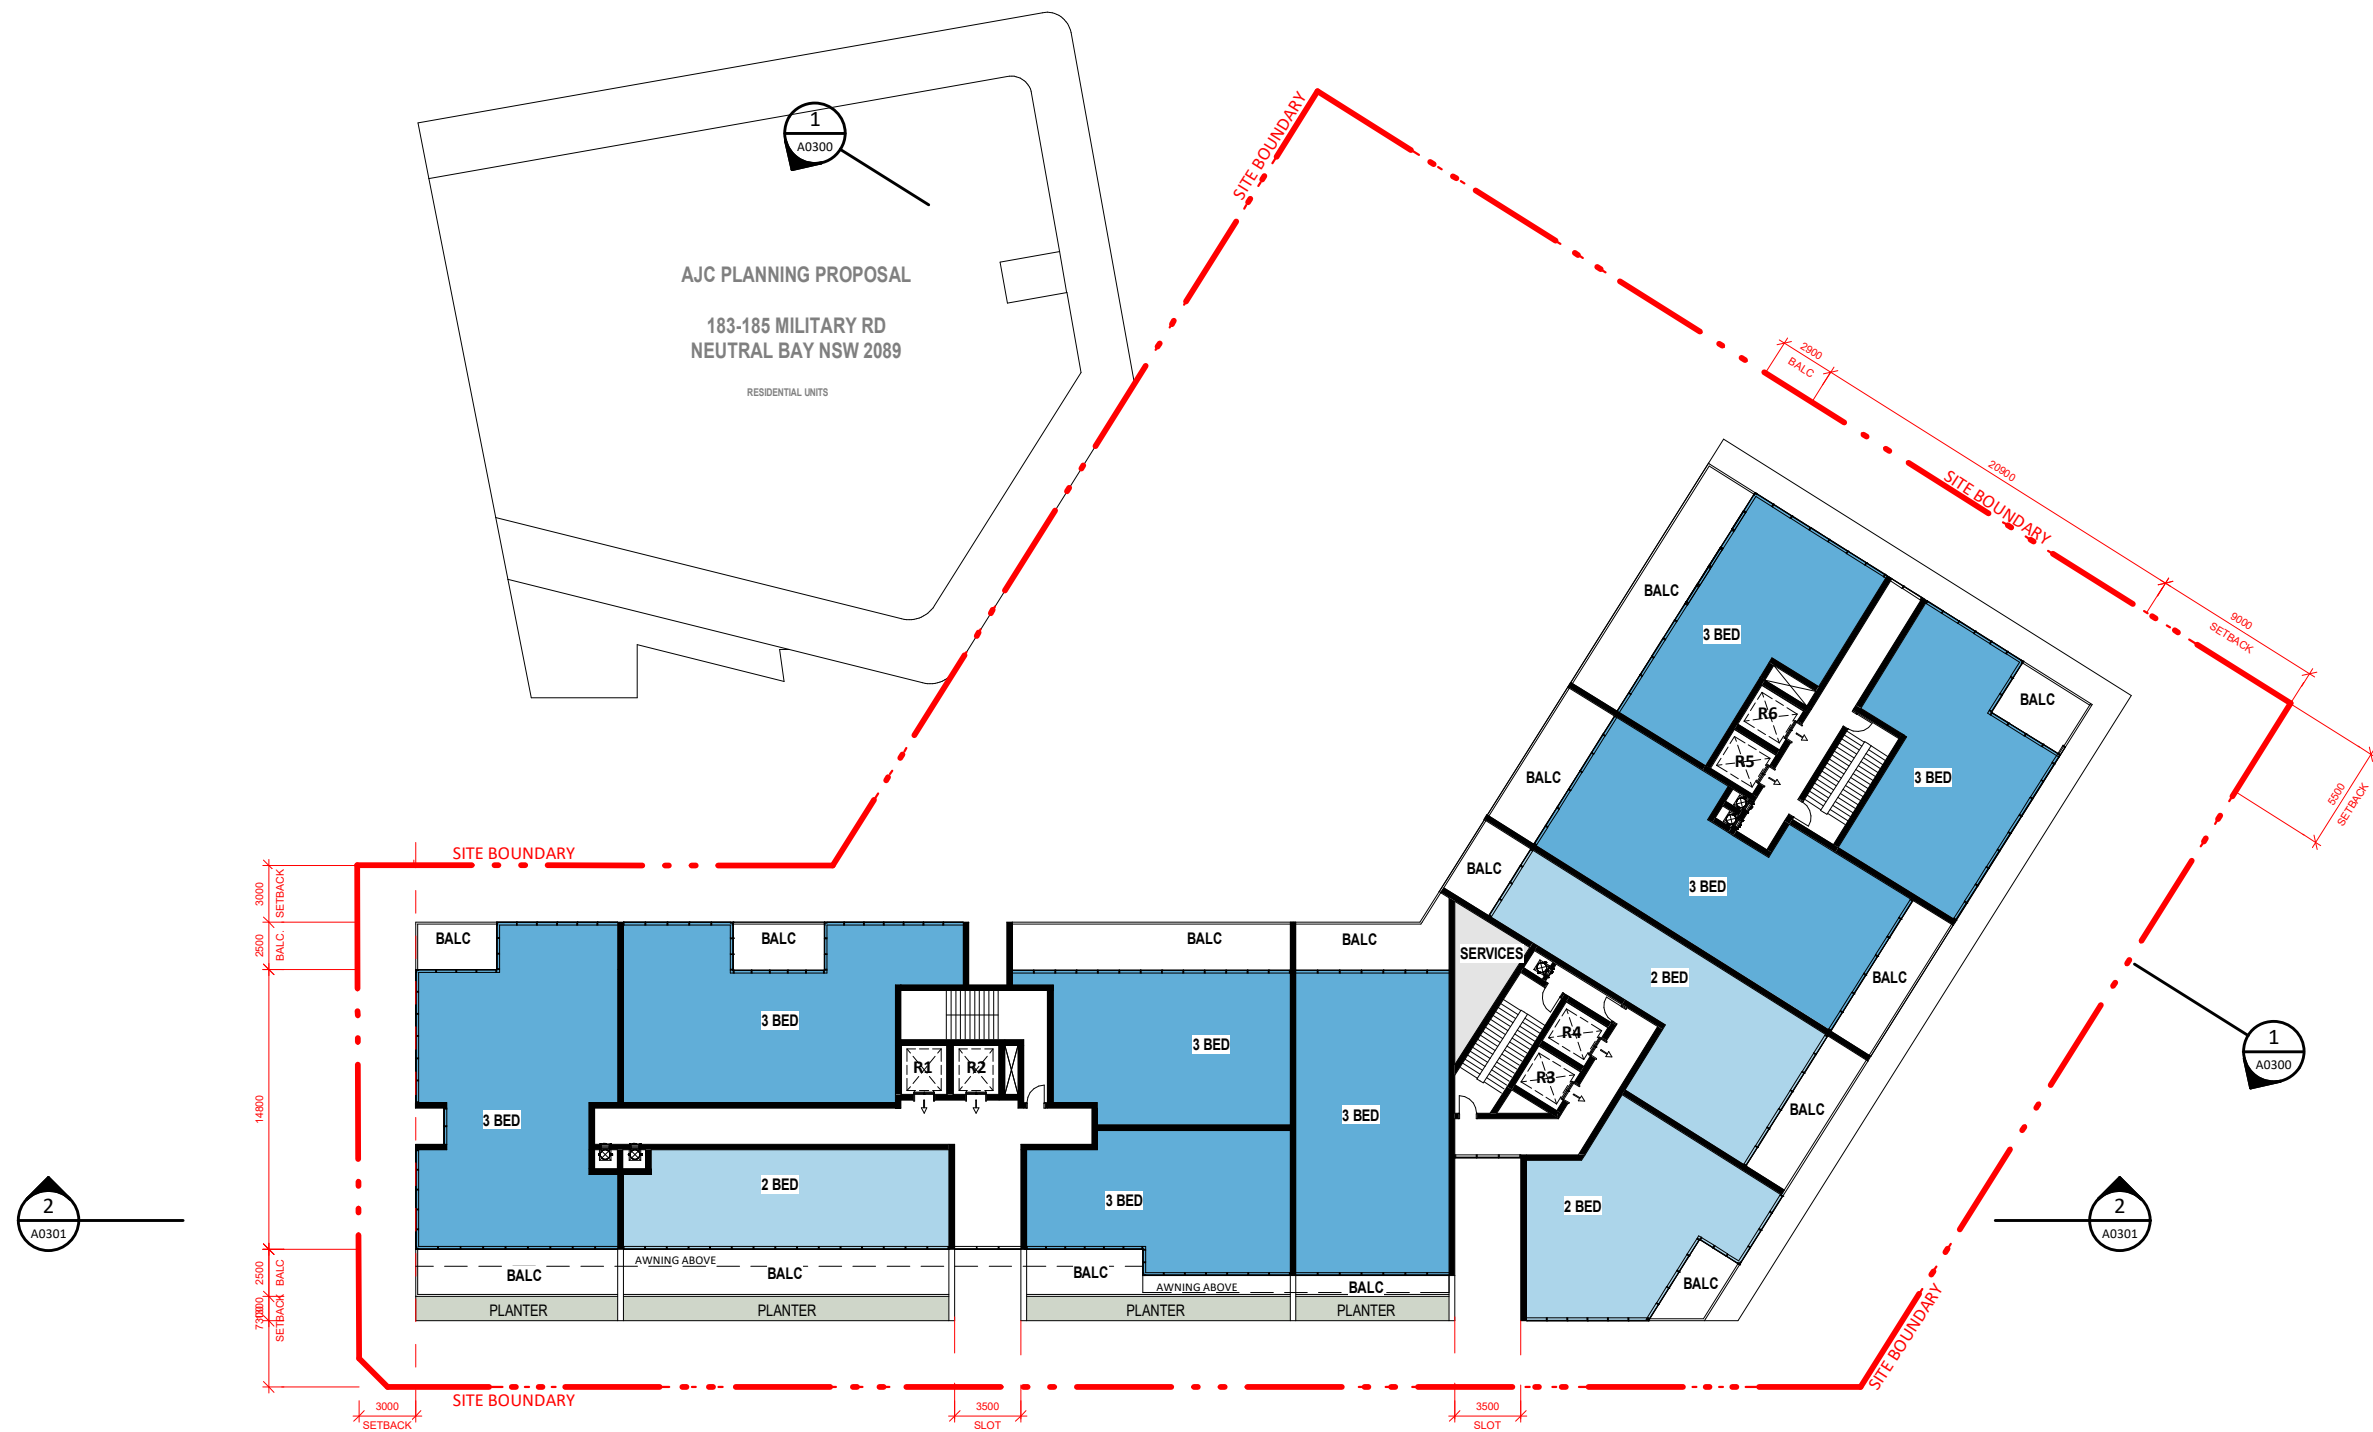 1
A0300
AJC PLANNING PROPOSAL
183-185 MILITARY RD
NEUTRAL BAY NSW 2089
RESIDENTIAL UNITS
SITE BOUNDARY
2900
BALC
20900
SITE BOUNDARY
9000
SETBACK
5500
SETBACK
BALC
3 BED
R6
R5
BALC
3 BED
BALC
3 BED
BALC
SITE BOUNDARY
3000
SETBACK
2500
BALC.
14800
2500
BALC
SETBACK
BALC
BALC
BALC
BALC
SERVICES
2 BED
BALC
3 BED
3 BED
3 BED
3 BED
3 BED
R1
R2
R4
R3
BALC
1
A0300
2 BED
3 BED
2 BED
2
A0301
2
A0301
AWNING ABOVE
BALC
BALC
BALC
AWNING ABOVE
BALC
BALC
PLANTER
PLANTER
PLANTER
PLANTER
SITE BOUNDARY
SITE BOUNDARY
3000
SETBACK
3500
SLOT
3500
SLOT